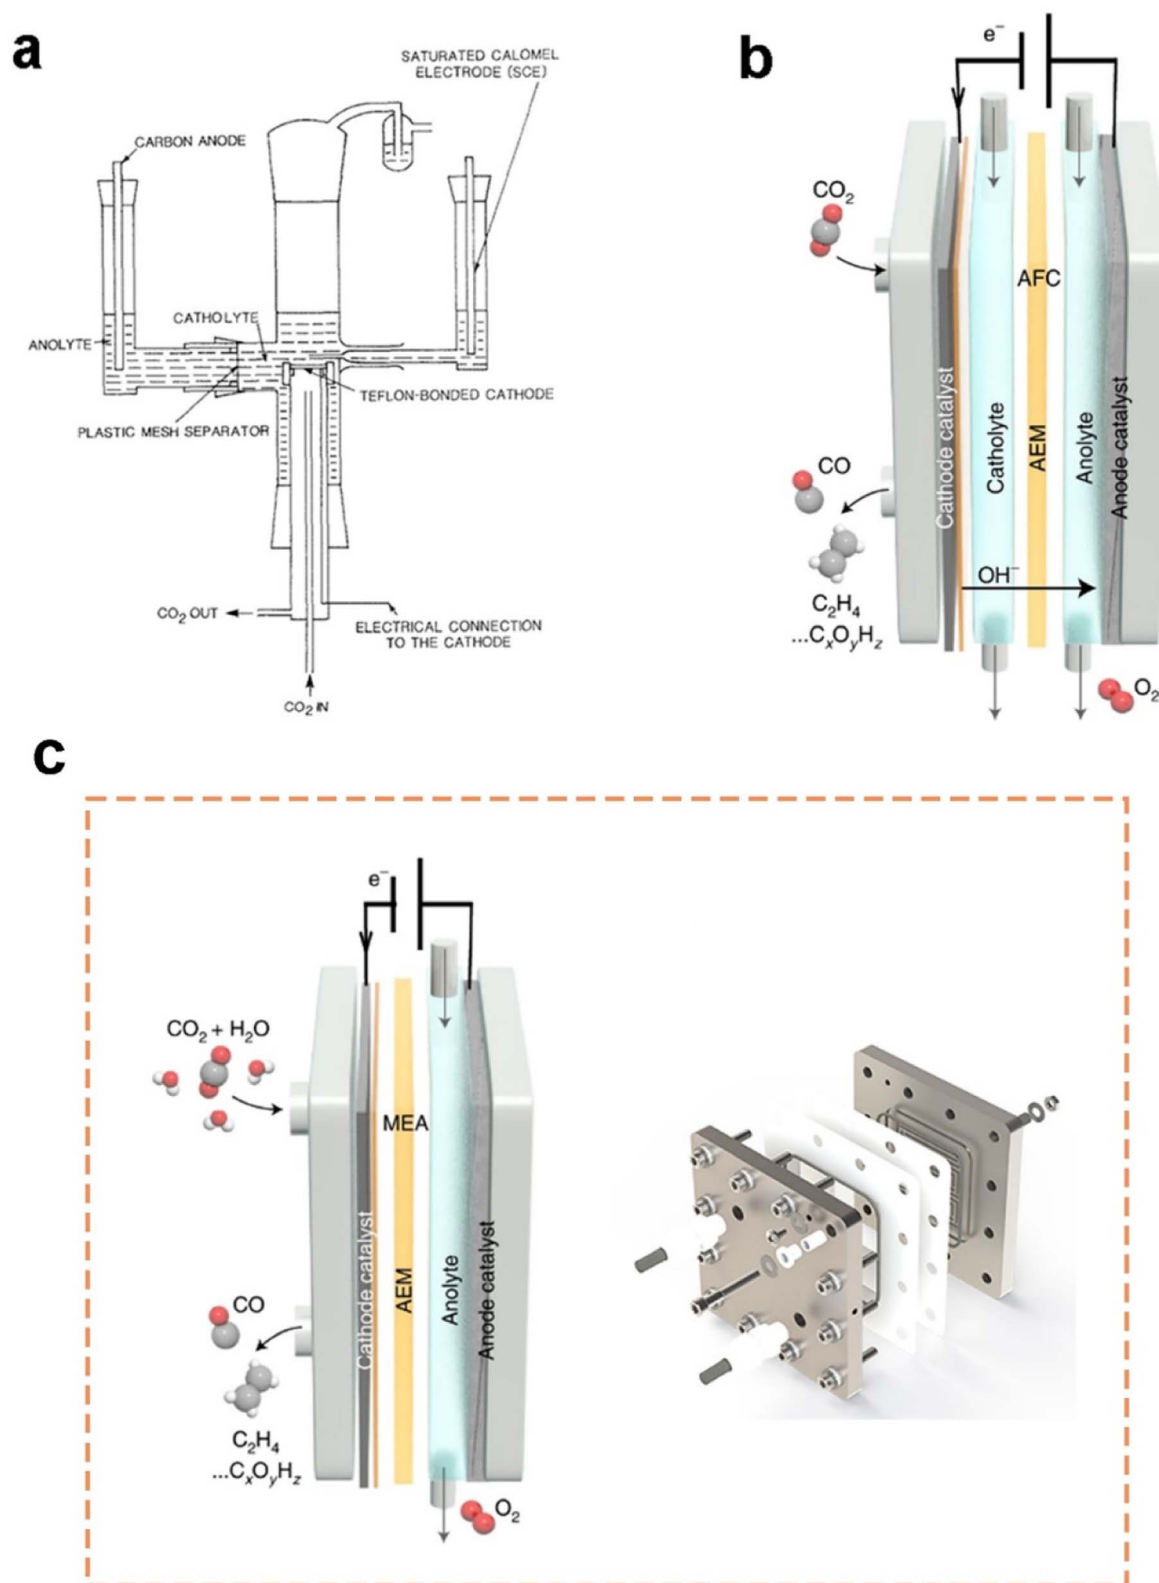 a
SATURATED CALOMEL
ELECTRODE (SCE)
CARBON ANODE
CATHOLYTE
ANOLYTE
TEFLON-BONDED CATHODE
PLASTIC MESH SEPARATOR
CO₂ OUT
ELECTRICAL CONNECTION
TO THE CATHODE
CO₂ IN
b
e⁻
CO₂
AFC
Cathode catalyst
Catholyte
AEM
Anolyte
Anode catalyst
CO
OH⁻
C₂H₄
...CₓOᵧH_z
O₂
c
e⁻
CO₂ + H₂O
MEA
Cathode catalyst
AEM
Anolyte
Anode catalyst
CO
C₂H₄
...CₓOᵧH_z
O₂